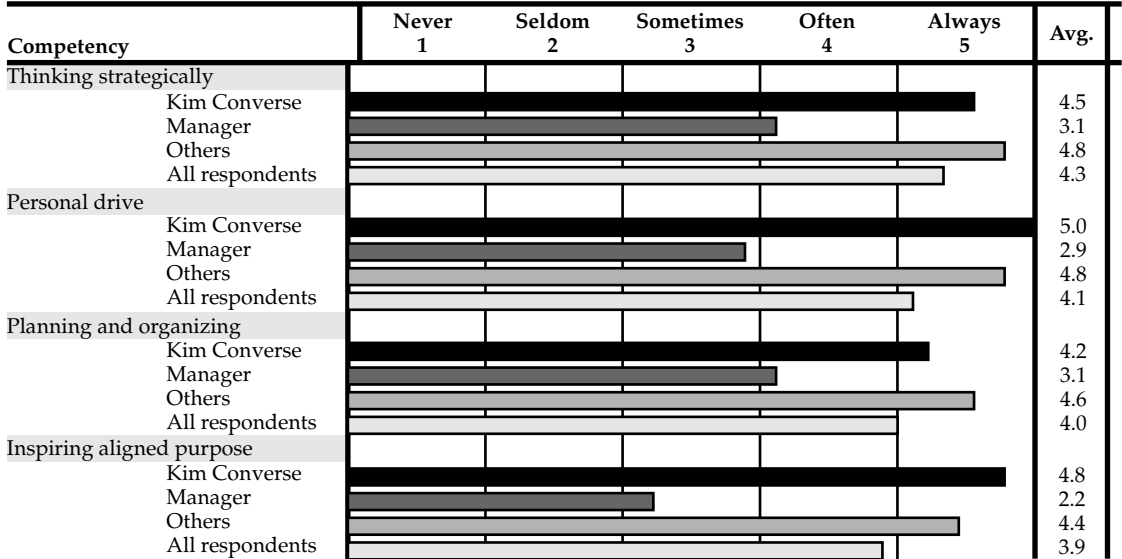 Never Seldom Sometimes Often Always Avg.
Competency 1 2 3 4 5
Thinking strategically
Kim Converse 4.5
Manager 3.1
Others 4.8
All respondents 4.3
Personal drive
Kim Converse 5.0
Manager 2.9
Others 4.8
All respondents 4.1
Planning and organizing
Kim Converse 4.2
Manager 3.1
Others 4.6
All respondents 4.0
Inspiring aligned purpose
Kim Converse 4.8
Manager 2.2
Others 4.4
All respondents 3.9